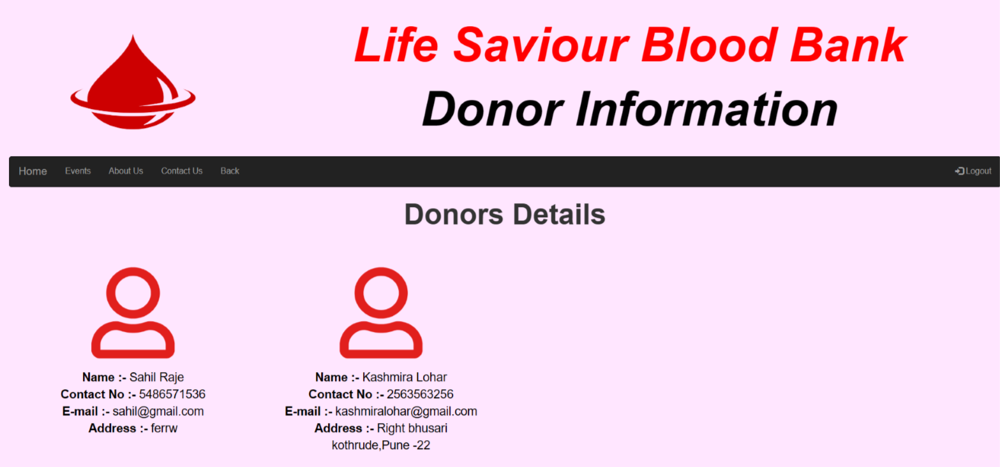 Life Saviour Blood Bank
Donor Information
Home Events About Us Contact Us Back Logout
Donors Details
Name :- Sahil Raje
Contact No :- 5486571536
E-mail :- sahil@gmail.com
Address :- ferrw
Name :- Kashmira Lohar
Contact No :- 2563563256
E-mail :- kashmiralohar@gmail.com
Address :- Right bhusari
kothrude,Pune -22